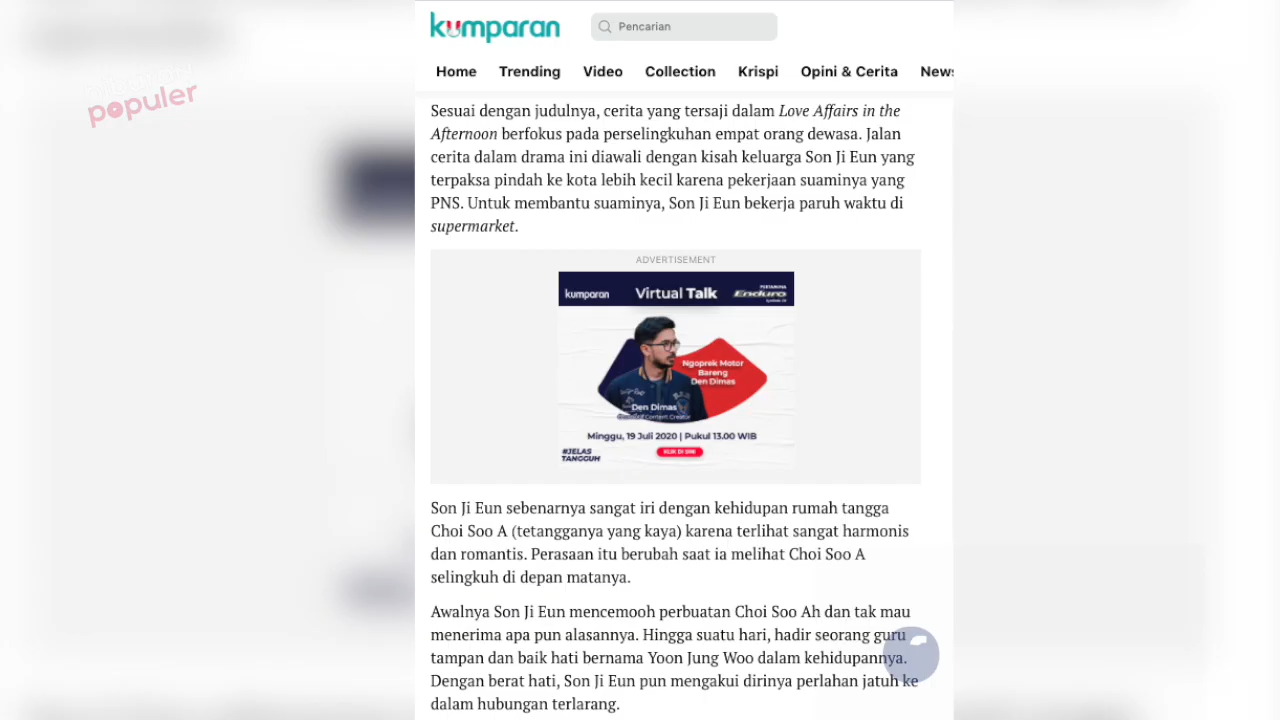 kumparan
Pencarian
populer
Home Trending Video Collection Krispi Opini & Cerita News
Sesuai dengan judulnya, cerita yang tersaji dalam Love Affairs in the
Afternoon berfokus pada perselingkuhan empat orang dewasa. Jalan
cerita dalam drama ini diawali dengan kisah keluarga Son Ji Eun yang
terpaksa pindah ke kota lebih kecil karena pekerjaan suaminya yang
PNS. Untuk membantu suaminya, Son Ji Eun bekerja paruh waktu di
supermarket.
ADVERTISEMENT
kumparan Virtual Talk PERTAMINA
Enduro
Ngoprek Motor
Bareng
Den Dimas
Den Dimas
Content Creator
Minggu, 19 Juli 2020 | Pukul 13.00 WIB
#JELAS
TANGGUH
KLIK DI SINI
Son Ji Eun sebenarnya sangat iri dengan kehidupan rumah tangga
Choi Soo A (tetangganya yang kaya) karena terlihat sangat harmonis
dan romantis. Perasaan itu berubah saat ia melihat Choi Soo A
selingkuh di depan matanya.
Awalnya Son Ji Eun mencemooh perbuatan Choi Soo Ah dan tak mau
menerima apa pun alasannya. Hingga suatu hari, hadir seorang guru
tampan dan baik hati bernama Yoon Jung Woo dalam kehidupannya.
Dengan berat hati, Son Ji Eun pun mengakui dirinya perlahan jatuh ke
dalam hubungan terlarang.